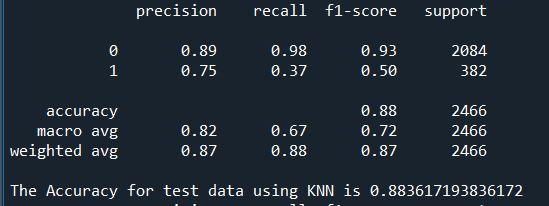 precision recall f1-score support
0 0.89 0.98 0.93 2084
1 0.75 0.37 0.50 382
accuracy 0.88 2466
macro avg 0.82 0.67 0.72 2466
weighted avg 0.87 0.88 0.87 2466
The Accuracy for test data using KNN is 0.883617193836172